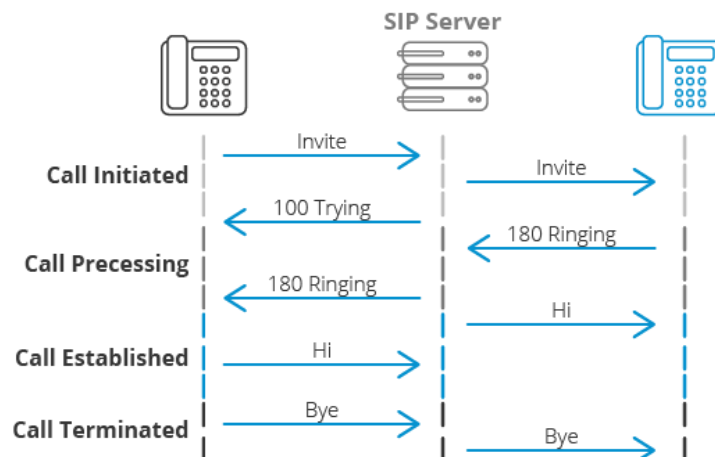 SIP Server
Invite
Invite
Call Initiated
100 Trying
180 Ringing
Call Precessing
180 Ringing
Hi
Hi
Call Established
Bye
Call Terminated
Bye